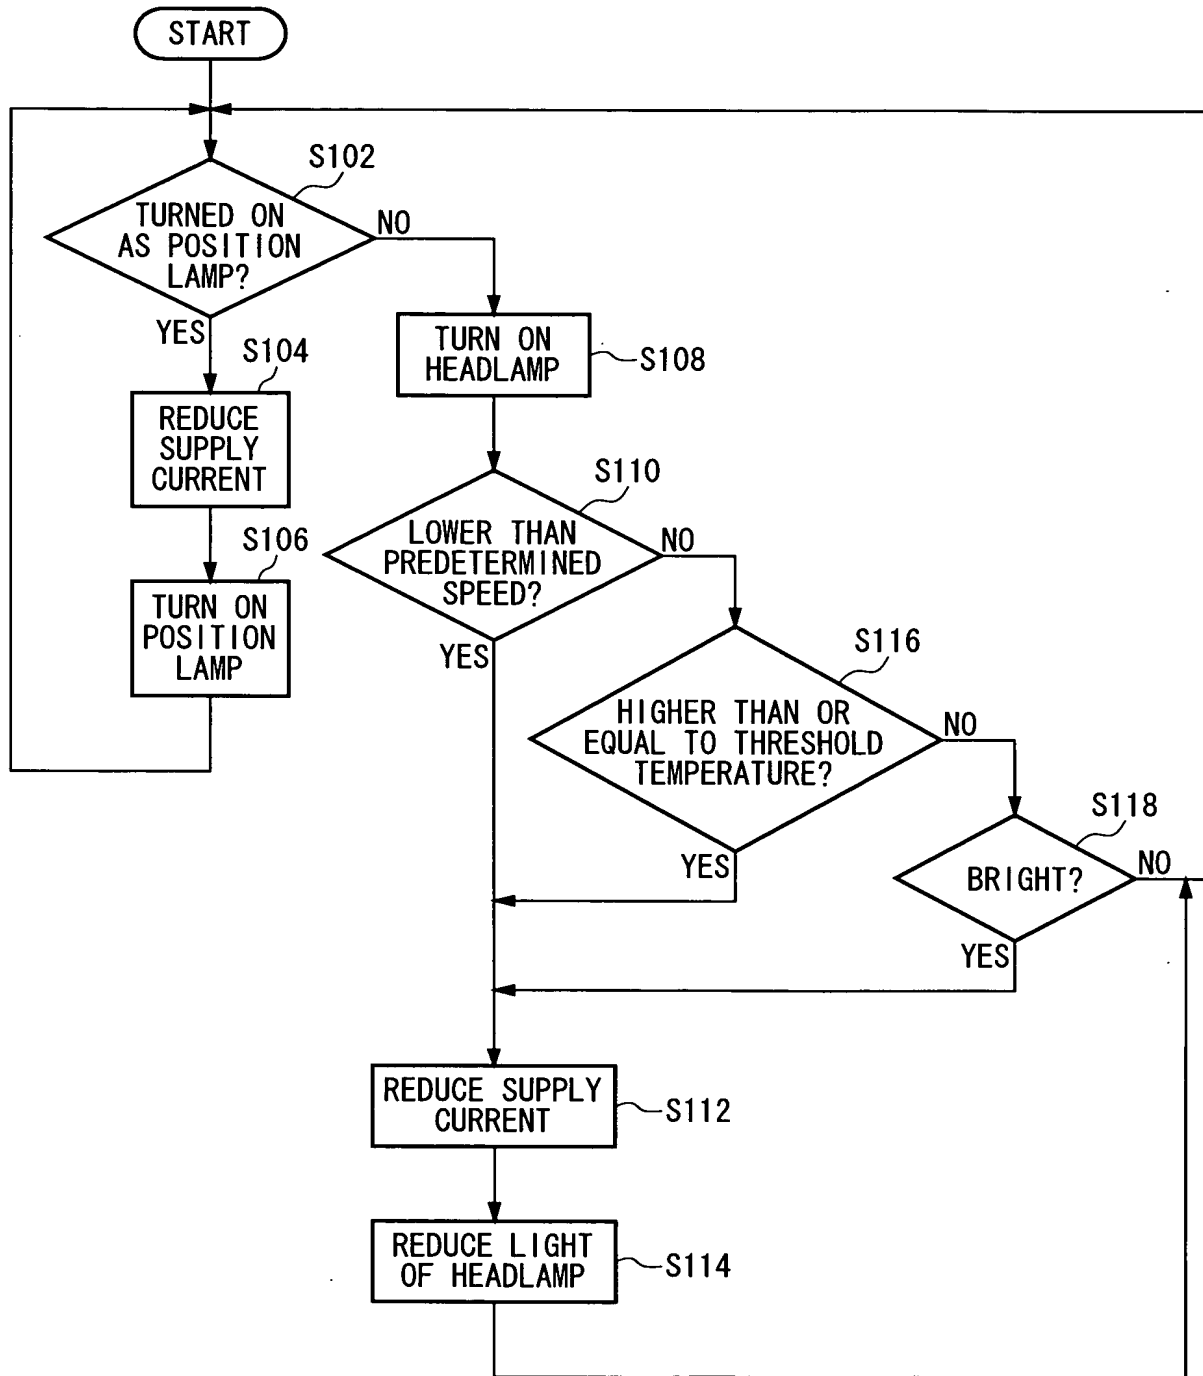 START
S102
TURNED ON
AS POSITION
LAMP?
NO
YES
S104
REDUCE
SUPPLY
CURRENT
S106
TURN ON
POSITION
LAMP
TURN ON
HEADLAMP
S108
S110
LOWER THAN
PREDETERMINED
SPEED?
NO
YES
S116
HIGHER THAN OR
EQUAL TO THRESHOLD
TEMPERATURE?
NO
YES
S118
BRIGHT?
NO
YES
REDUCE SUPPLY
CURRENT
S112
REDUCE LIGHT
OF HEADLAMP
S114